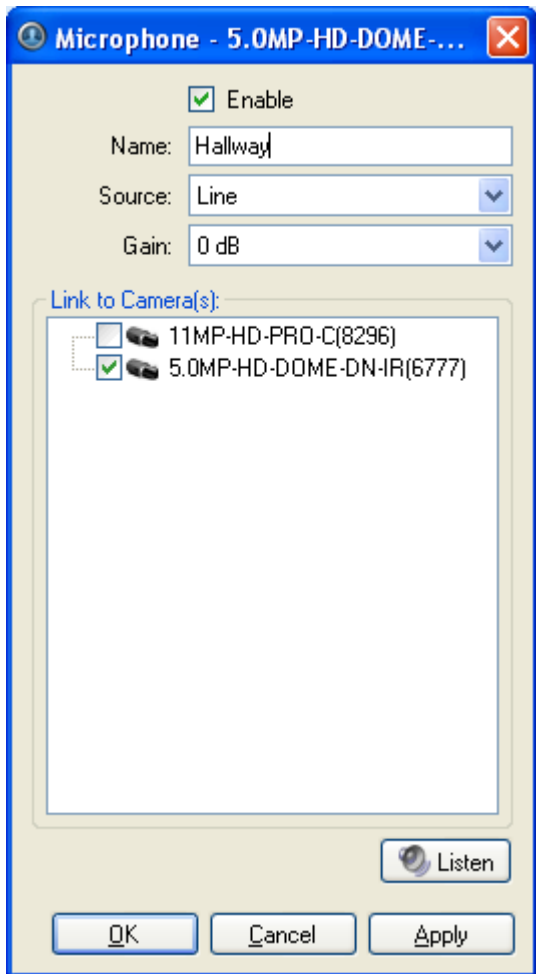 Microphone - 5.0MP-HD-DOME-...
Enable
Name: Hallway
Source: Line
Gain: 0 dB
Link to Camera(s):
11MP-HD-PRO-C(8296)
5.0MP-HD-DOME-DN-IR(6777)
Listen
OK Cancel Apply